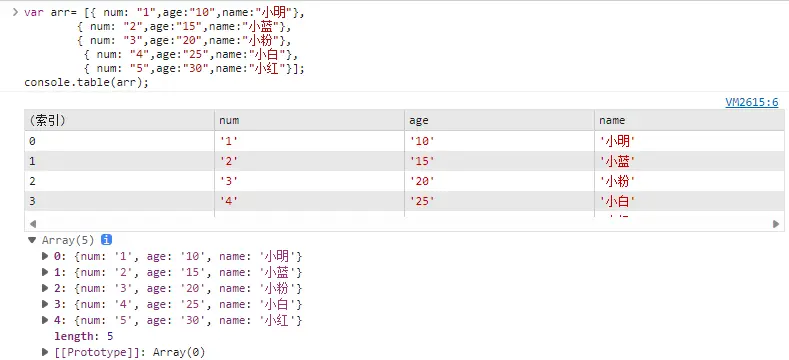 var arr= [{ num: "1",age:"10",name:"小明"},
{ num: "2",age:"15",name:"小蓝"},
{ num: "3",age:"20",name:"小粉"},
{ num: "4",age:"25",name:"小白"},
{ num: "5",age:"30",name:"小红"}];
console.table(arr);
VM2615:6
(索引) num age name
0 '1' '10' '小明'
1 '2' '15' '小蓝'
2 '3' '20' '小粉'
3 '4' '25' '小白'
Array(5)
0: {num: '1', age: '10', name: '小明'}
1: {num: '2', age: '15', name: '小蓝'}
2: {num: '3', age: '20', name: '小粉'}
3: {num: '4', age: '25', name: '小白'}
4: {num: '5', age: '30', name: '小红'}
length: 5
[[Prototype]]: Array(0)